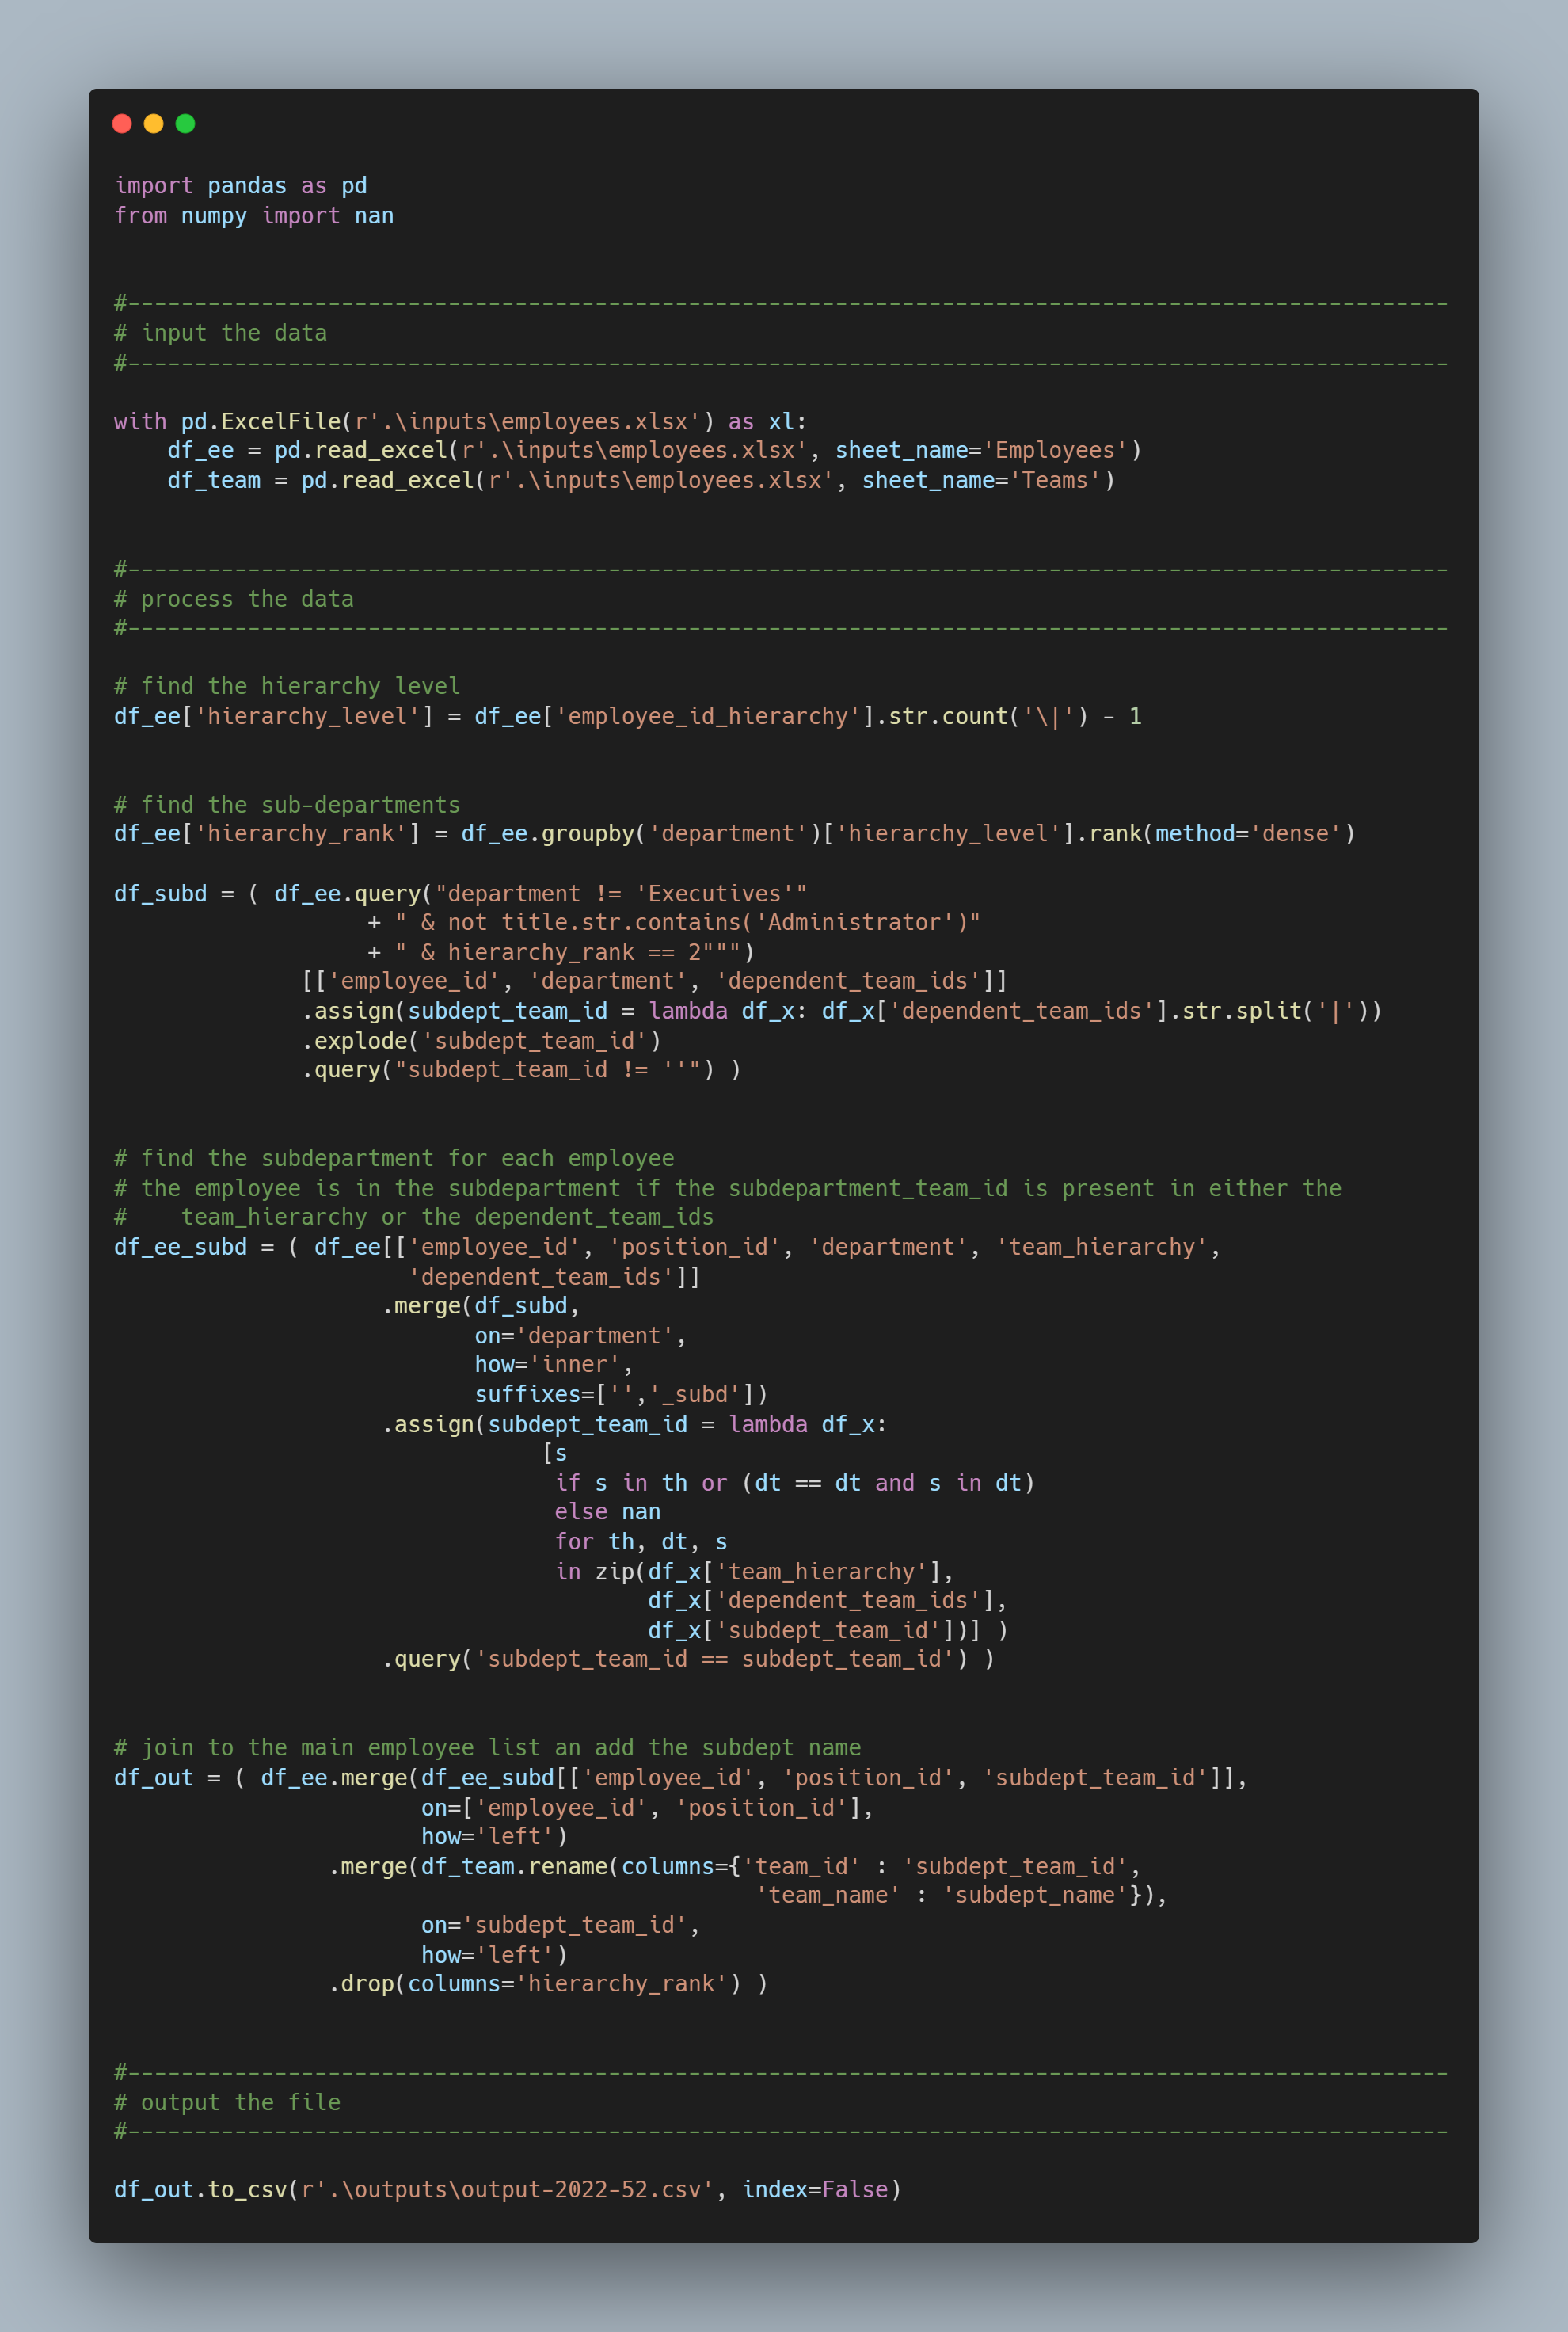 import pandas as pd
from numpy import nan
#---------------------------------------------------------------------------------------------------
# input the data
#---------------------------------------------------------------------------------------------------
with pd.ExcelFile(r'.\inputs\employees.xlsx') as xl:
    df_ee = pd.read_excel(r'.\inputs\employees.xlsx', sheet_name='Employees')
    df_team = pd.read_excel(r'.\inputs\employees.xlsx', sheet_name='Teams')
#---------------------------------------------------------------------------------------------------
# process the data
#---------------------------------------------------------------------------------------------------
# find the hierarchy level
df_ee['hierarchy_level'] = df_ee['employee_id_hierarchy'].str.count('\|') - 1
# find the sub-departments
df_ee['hierarchy_rank'] = df_ee.groupby('department')['hierarchy_level'].rank(method='dense')
df_subd = ( df_ee.query("department != 'Executives'"
                   + " & not title.str.contains('Administrator')"
                   + " & hierarchy_rank == 2""")
              [['employee_id', 'department', 'dependent_team_ids']]
              .assign(subdept_team_id = lambda df_x: df_x['dependent_team_ids'].str.split('|'))
              .explode('subdept_team_id')
              .query("subdept_team_id != ''") )
# find the subdepartment for each employee
# the employee is in the subdepartment if the subdepartment_team_id is present in either the
#    team_hierarchy or the dependent_team_ids
df_ee_subd = ( df_ee[['employee_id', 'position_id', 'department', 'team_hierarchy',
                      'dependent_team_ids']]
                    .merge(df_subd,
                           on='department',
                           how='inner',
                           suffixes=['','_subd'])
                    .assign(subdept_team_id = lambda df_x:
                                [s
                                 if s in th or (dt == dt and s in dt)
                                 else nan
                                 for th, dt, s
                                 in zip(df_x['team_hierarchy'],
                                        df_x['dependent_team_ids'],
                                        df_x['subdept_team_id'])] )
                    .query('subdept_team_id == subdept_team_id') )
# join to the main employee list an add the subdept name
df_out = ( df_ee.merge(df_ee_subd[['employee_id', 'position_id', 'subdept_team_id']],
                       on=['employee_id', 'position_id'],
                       how='left')
                .merge(df_team.rename(columns={'team_id' : 'subdept_team_id',
                                                'team_name' : 'subdept_name'}),
                       on='subdept_team_id',
                       how='left')
                .drop(columns='hierarchy_rank') )
#---------------------------------------------------------------------------------------------------
# output the file
#---------------------------------------------------------------------------------------------------
df_out.to_csv(r'.\outputs\output-2022-52.csv', index=False)